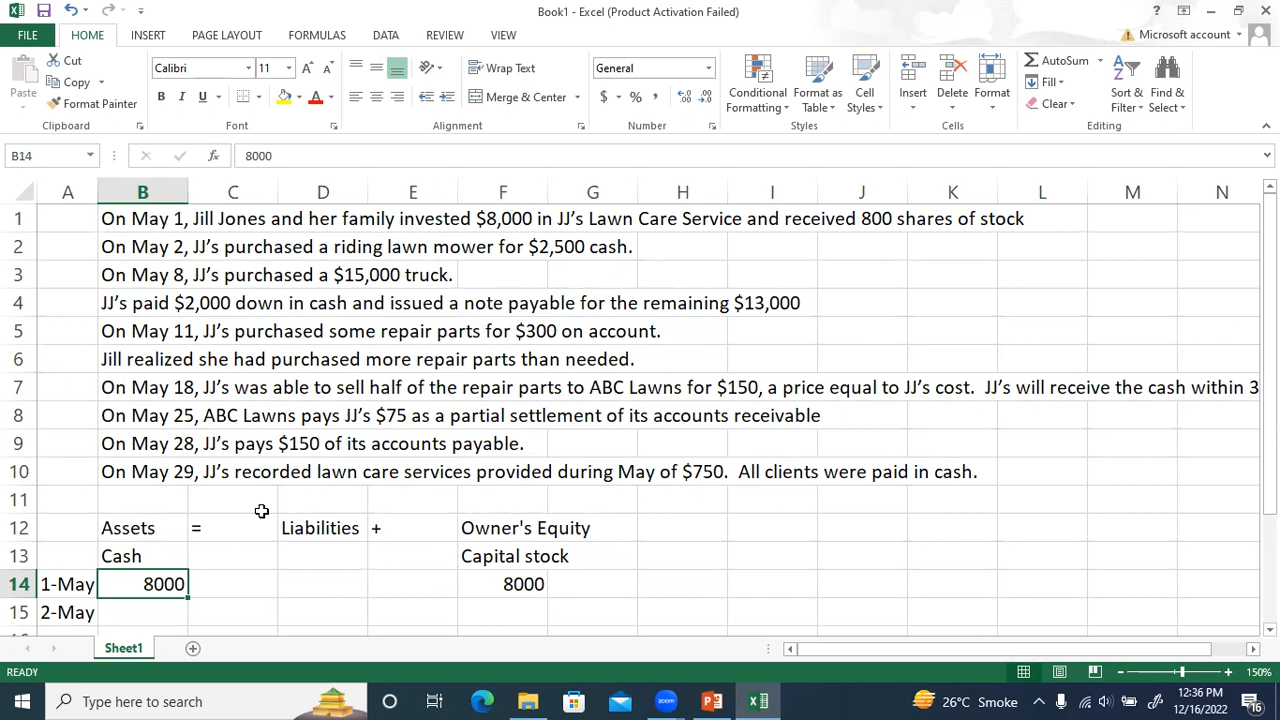 Book1 - Excel (Product Activation Failed)
FILE HOME INSERT PAGE LAYOUT FORMULAS DATA REVIEW VIEW Microsoft account
Paste
Cut
Copy
Format Painter
Clipboard
Calibri 11
B I U A
Font
Wrap Text
Merge & Center
Alignment
General
$ % ,
Number
Conditional Formatting
Format as Table
Cell Styles
Styles
Insert
Delete
Format
Cells
AutoSum
Fill
Clear
Sort & Filter
Find & Select
Editing
B14 fx 8000
A B C D E F G H I J K L M N
1 On May 1, Jill Jones and her family invested $8,000 in JJ’s Lawn Care Service and received 800 shares of stock
2 On May 2, JJ’s purchased a riding lawn mower for $2,500 cash.
3 On May 8, JJ’s purchased a $15,000 truck.
4 JJ’s paid $2,000 down in cash and issued a note payable for the remaining $13,000
5 On May 11, JJ’s purchased some repair parts for $300 on account.
6 Jill realized she had purchased more repair parts than needed.
7 On May 18, JJ’s was able to sell half of the repair parts to ABC Lawns for $150, a price equal to JJ’s cost.  JJ’s will receive the cash within 3
8 On May 25, ABC Lawns pays JJ’s $75 as a partial settlement of its accounts receivable
9 On May 28, JJ’s pays $150 of its accounts payable.
10 On May 29, JJ’s recorded lawn care services provided during May of $750.  All clients were paid in cash.
11
12 Assets = Liabilities + Owner's Equity
13 Cash Capital stock
14 1-May 8000 8000
15 2-May
Sheet1
READY 150%
Type here to search
zoom
26°C Smoke
12:36 PM
12/16/2022
16